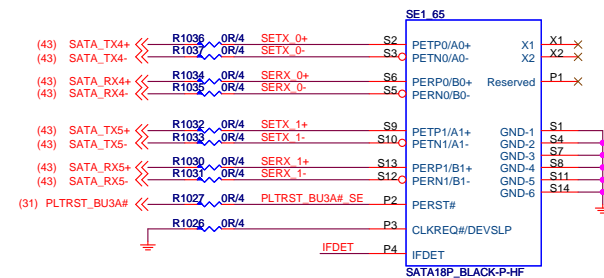 SE1_65
(43) SATA_TX4+ R1036 0R/4 SETX_0+ S2 PETP0/A0+ X1 X1
(43) SATA_TX4- R1037 0R/4 SETX_0- S3 PETN0/A0- X2 X2
(43) SATA_RX4+ R1034 0R/4 SERX_0+ S6 PERP0/B0+ Reserved P1
(43) SATA_RX4- R1035 0R/4 SERX_0- S5 PERN0/B0-
(43) SATA_TX5+ R1032 0R/4 SETX_1+ S9 PETP1/A1+ GND-1 S1
(43) SATA_TX5- R1033 0R/4 SETX_1- S10 PETN1/A1- GND-2 S4
GND-3 S7
(43) SATA_RX5+ R1030 0R/4 SERX_1+ S13 PERP1/B1+ GND-4 S8
(43) SATA_RX5- R1031 0R/4 SERX_1- S12 PERN1/B1- GND-5 S11
GND-6 S14
(31) PLTRST_BU3A# R1027 0R/4 PLTRST_BU3A#_SE P2 PERST#
R1026 0R/4 P3 CLKREQ#/DEVSLP
IFDET P4 IFDET
SATA18P_BLACK-P-HF